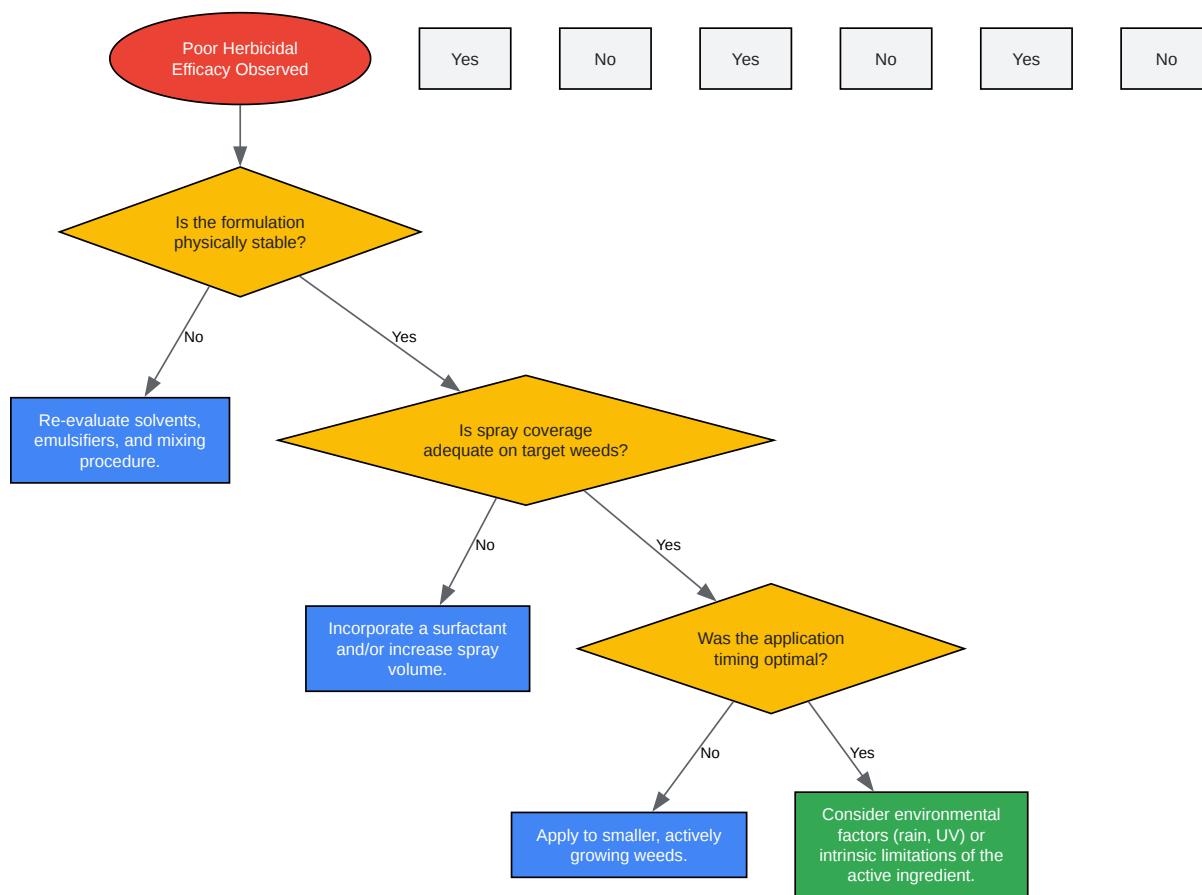 Poor Herbicidal
Efficacy Observed
Yes
No
Yes
No
Yes
No
Is the formulation
physically stable?
No
Yes
Re-evaluate solvents,
emulsifiers, and mixing
procedure.
Is spray coverage
adequate on target weeds?
No
Yes
Incorporate a surfactant
and/or increase spray
volume.
Was the application
timing optimal?
No
Yes
Apply to smaller, actively
growing weeds.
Consider environmental
factors (rain, UV) or
intrinsic limitations of the
active ingredient.